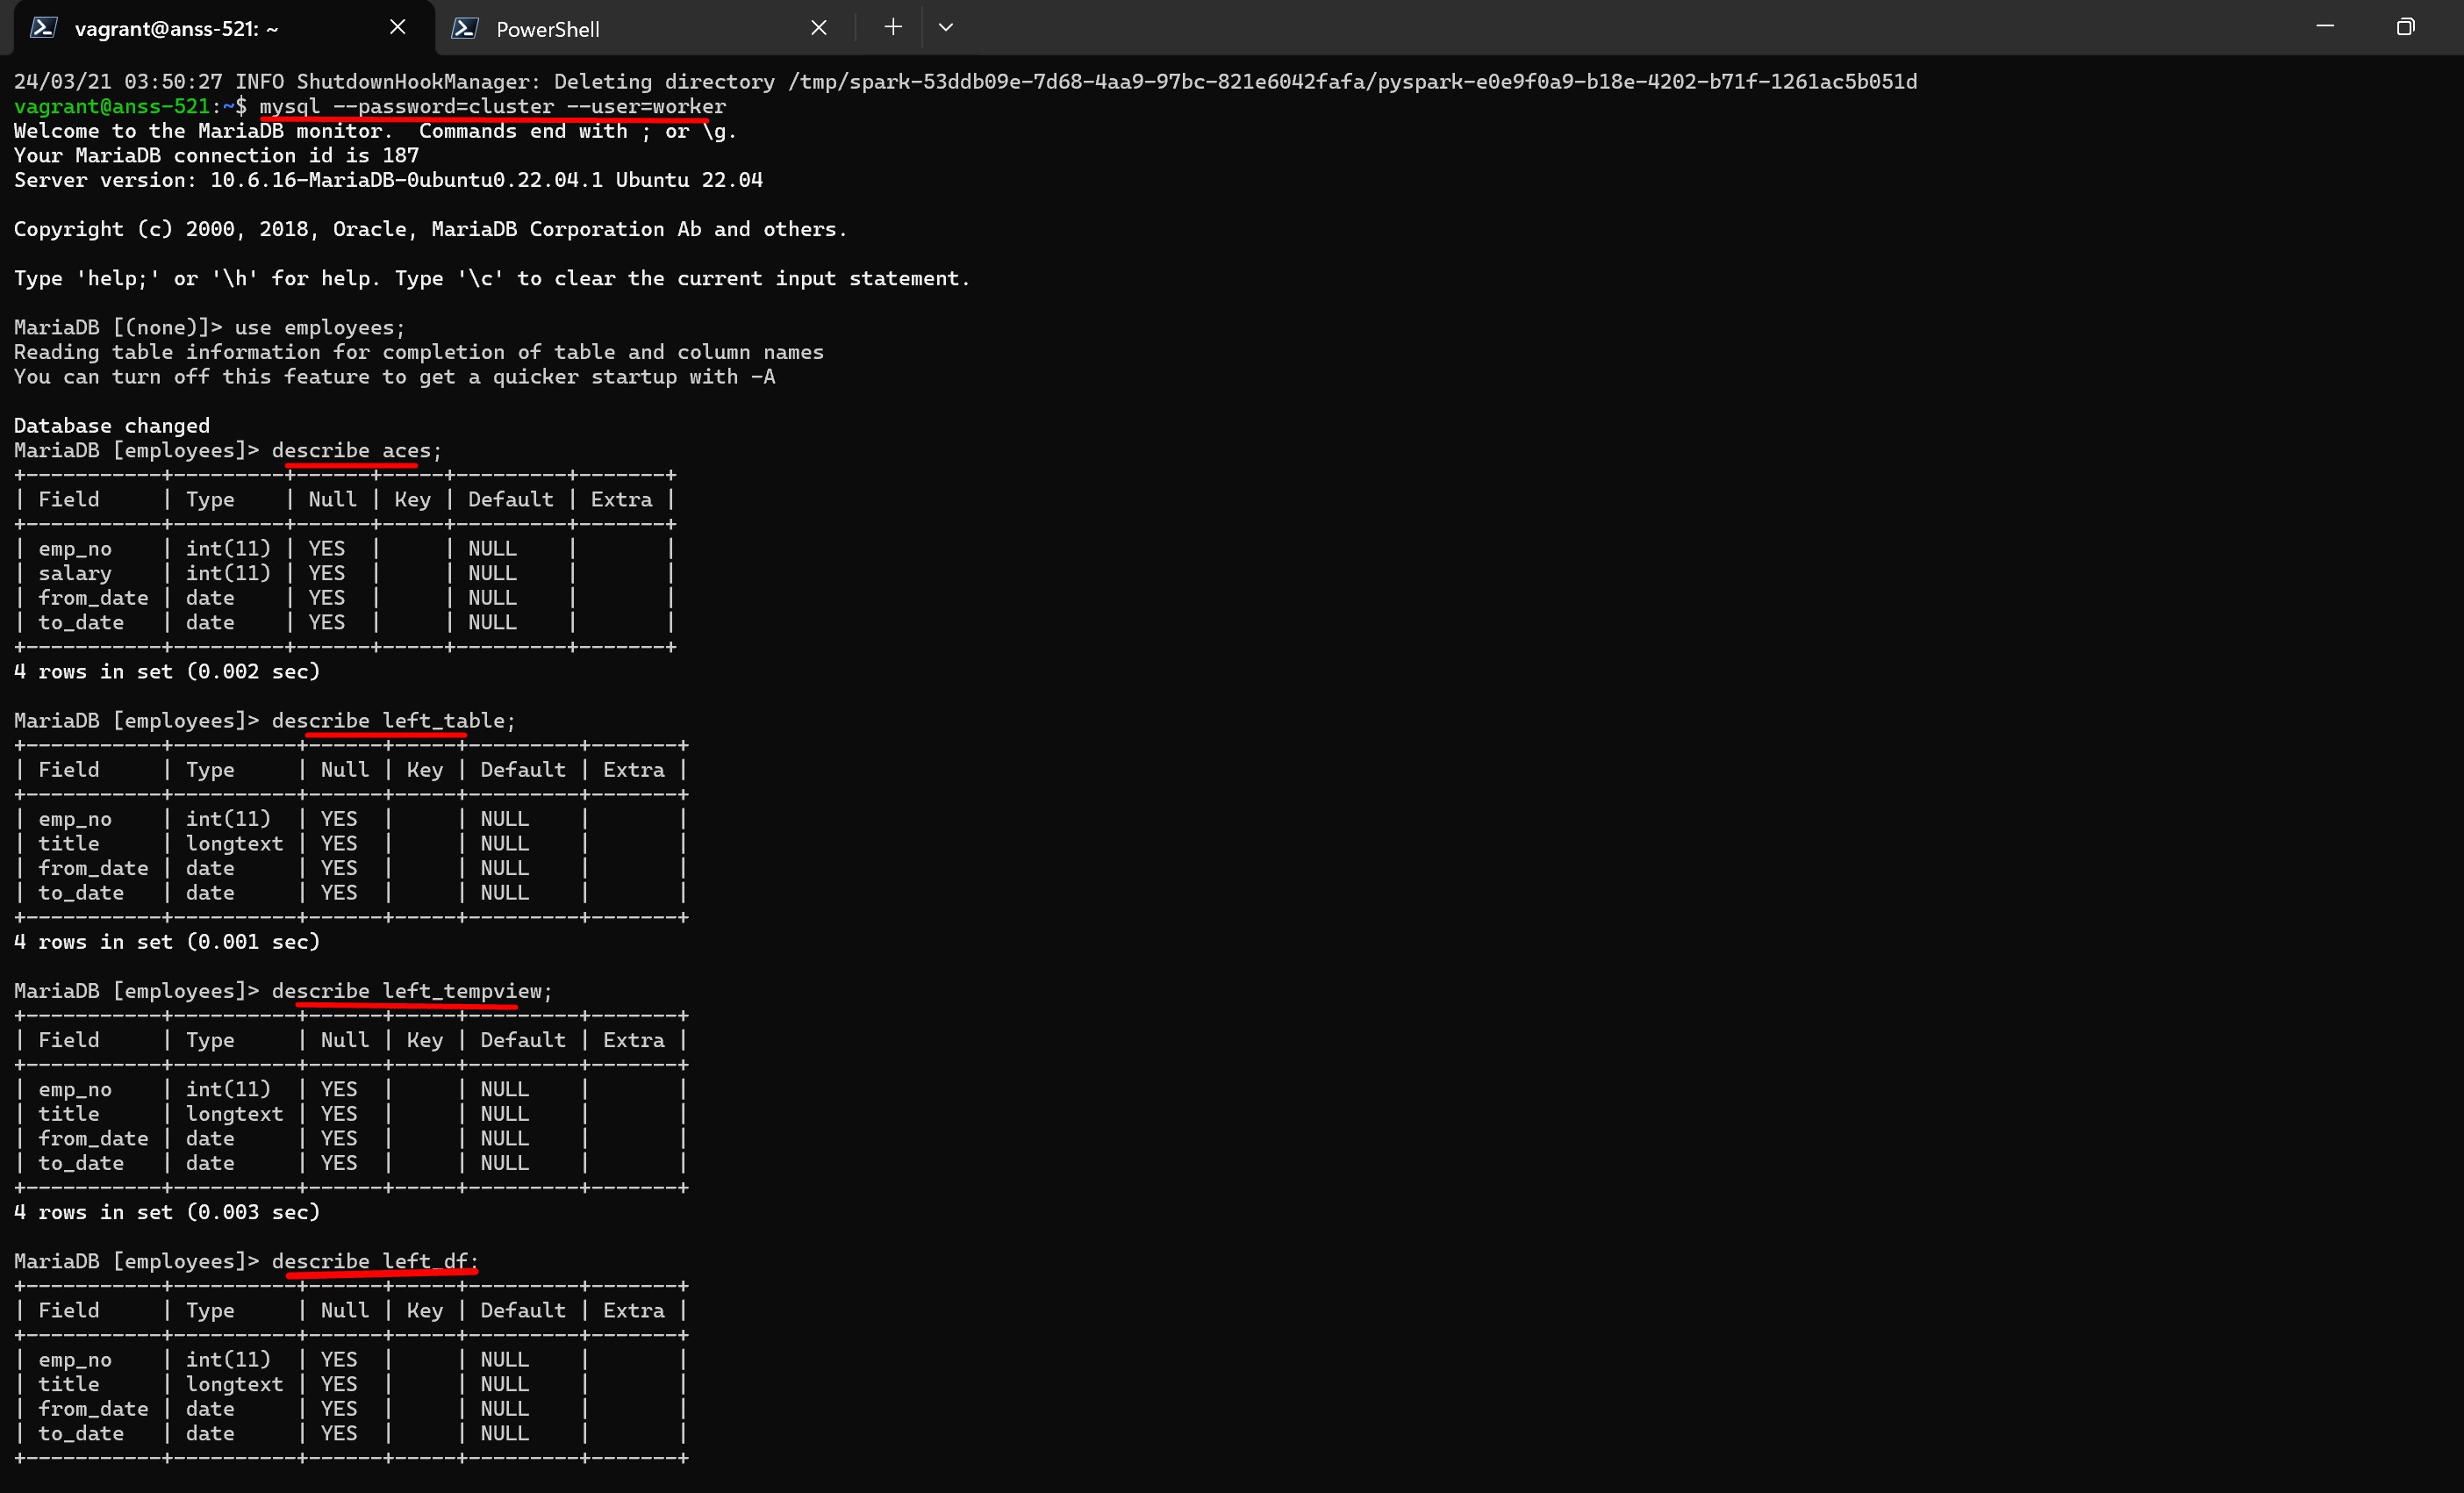 vagrant@anss-521: ~
PowerShell
24/03/21 03:50:27 INFO ShutdownHookManager: Deleting directory /tmp/spark-53ddb09e-7d68-4aa9-97bc-821e6042fafa/pyspark-e0e9f0a9-b18e-4202-b71f-1261ac5b051d
vagrant@anss-521:~$ mysql --password=cluster --user=worker
Welcome to the MariaDB monitor.  Commands end with ; or \g.
Your MariaDB connection id is 187
Server version: 10.6.16-MariaDB-0ubuntu0.22.04.1 Ubuntu 22.04
Copyright (c) 2000, 2018, Oracle, MariaDB Corporation Ab and others.
Type 'help;' or '\h' for help. Type '\c' to clear the current input statement.
MariaDB [(none)]> use employees;
Reading table information for completion of table and column names
You can turn off this feature to get a quicker startup with -A
Database changed
MariaDB [employees]> describe aces;
+-----------+---------+------+-----+---------+-------+
| Field     | Type    | Null | Key | Default | Extra |
+-----------+---------+------+-----+---------+-------+
| emp_no    | int(11) | YES  |     | NULL    |       |
| salary    | int(11) | YES  |     | NULL    |       |
| from_date | date    | YES  |     | NULL    |       |
| to_date   | date    | YES  |     | NULL    |       |
+-----------+---------+------+-----+---------+-------+
4 rows in set (0.002 sec)
MariaDB [employees]> describe left_table;
+-----------+----------+------+-----+---------+-------+
| Field     | Type     | Null | Key | Default | Extra |
+-----------+----------+------+-----+---------+-------+
| emp_no    | int(11)  | YES  |     | NULL    |       |
| title     | longtext | YES  |     | NULL    |       |
| from_date | date     | YES  |     | NULL    |       |
| to_date   | date     | YES  |     | NULL    |       |
+-----------+----------+------+-----+---------+-------+
4 rows in set (0.001 sec)
MariaDB [employees]> describe left_tempview;
+-----------+----------+------+-----+---------+-------+
| Field     | Type     | Null | Key | Default | Extra |
+-----------+----------+------+-----+---------+-------+
| emp_no    | int(11)  | YES  |     | NULL    |       |
| title     | longtext | YES  |     | NULL    |       |
| from_date | date     | YES  |     | NULL    |       |
| to_date   | date     | YES  |     | NULL    |       |
+-----------+----------+------+-----+---------+-------+
4 rows in set (0.003 sec)
MariaDB [employees]> describe left_df;
+-----------+----------+------+-----+---------+-------+
| Field     | Type     | Null | Key | Default | Extra |
+-----------+----------+------+-----+---------+-------+
| emp_no    | int(11)  | YES  |     | NULL    |       |
| title     | longtext | YES  |     | NULL    |       |
| from_date | date     | YES  |     | NULL    |       |
| to_date   | date     | YES  |     | NULL    |       |
+-----------+----------+------+-----+---------+-------+